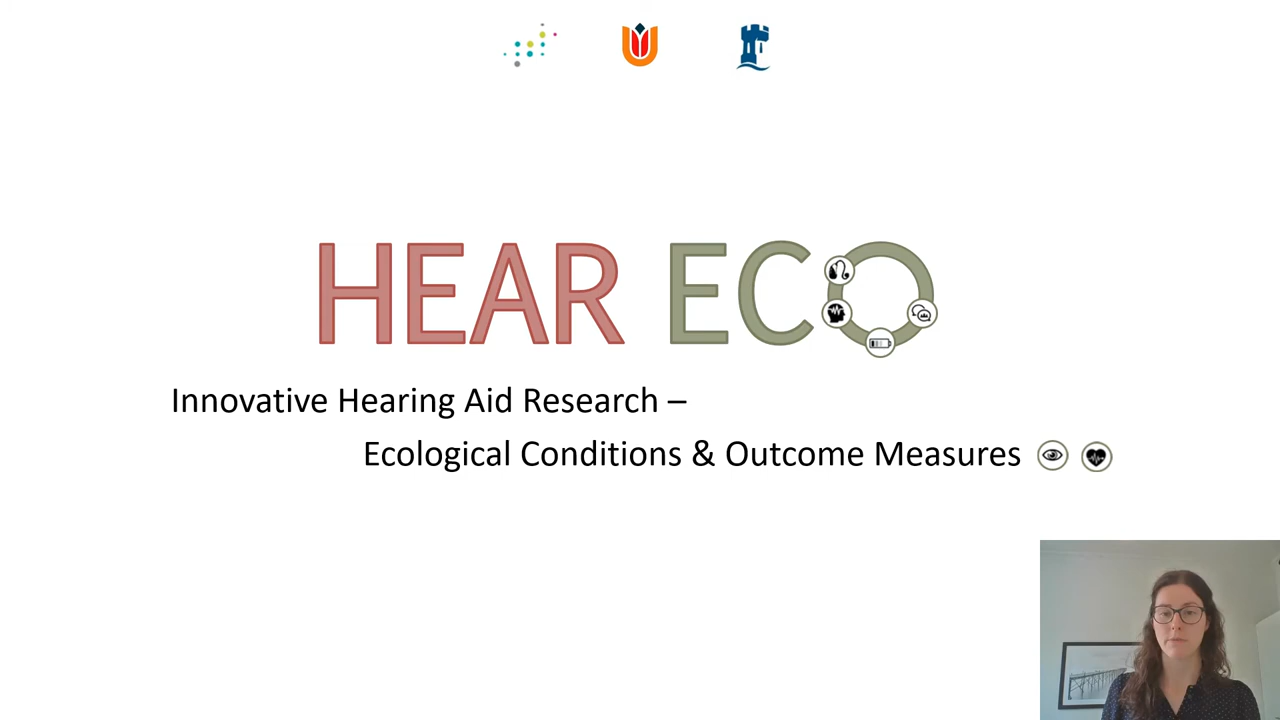 HEAR ECO
Innovative Hearing Aid Research –
Ecological Conditions & Outcome Measures